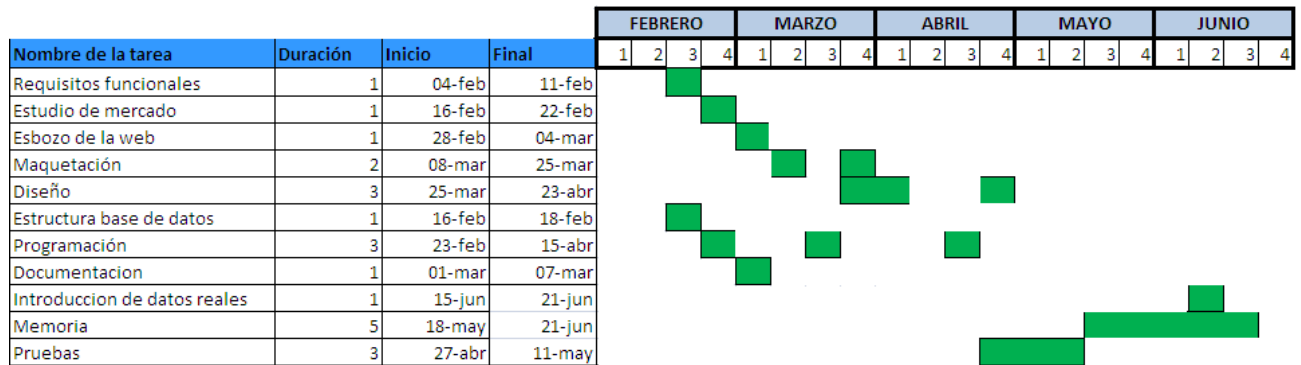 FEBRERO MARZO ABRIL MAYO JUNIO
Nombre de la tarea Duración Inicio Final 1 2 3 4 1 2 3 4 1 2 3 4 1 2 3 4 1 2 3 4
Requisitos funcionales 1 04-feb 11-feb
Estudio de mercado 1 16-feb 22-feb
Esbozo de la web 1 28-feb 04-mar
Maquetación 2 08-mar 25-mar
Diseño 3 25-mar 23-abr
Estructura base de datos 1 16-feb 18-feb
Programación 3 23-feb 15-abr
Documentacion 1 01-mar 07-mar
Introduccion de datos reales 1 15-jun 21-jun
Memoria 5 18-may 21-jun
Pruebas 3 27-abr 11-may